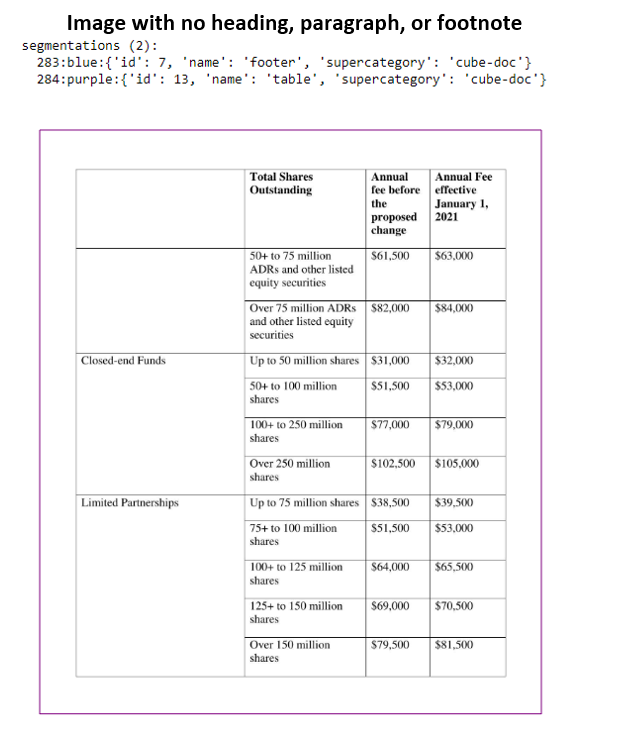 Image with no heading, paragraph, or footnote
segmentations (2):
283:blue:{'id': 7, 'name': 'footer', 'supercategory': 'cube-doc'}
284:purple:{'id': 13, 'name': 'table', 'supercategory': 'cube-doc'}
Total Shares Outstanding Annual fee before the proposed change Annual Fee effective January 1, 2021
50+ to 75 million ADRs and other listed equity securities $61,500 $63,000
Over 75 million ADRs and other listed equity securities $82,000 $84,000
Closed-end Funds Up to 50 million shares $31,000 $32,000
50+ to 100 million shares $51,500 $53,000
100+ to 250 million shares $77,000 $79,000
Over 250 million shares $102,500 $105,000
Limited Partnerships Up to 75 million shares $38,500 $39,500
75+ to 100 million shares $51,500 $53,000
100+ to 125 million shares $64,000 $65,500
125+ to 150 million shares $69,000 $70,500
Over 150 million shares $79,500 $81,500